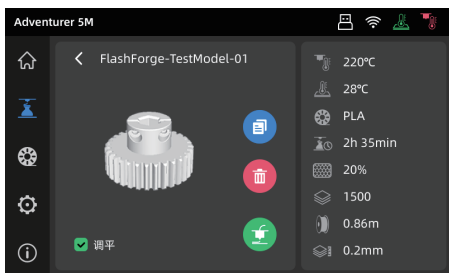 Adventurer 5M
FlashForge-TestModel-01
调平
220℃
28℃
PLA
2h 35min
20%
1500
0.86m
0.2mm